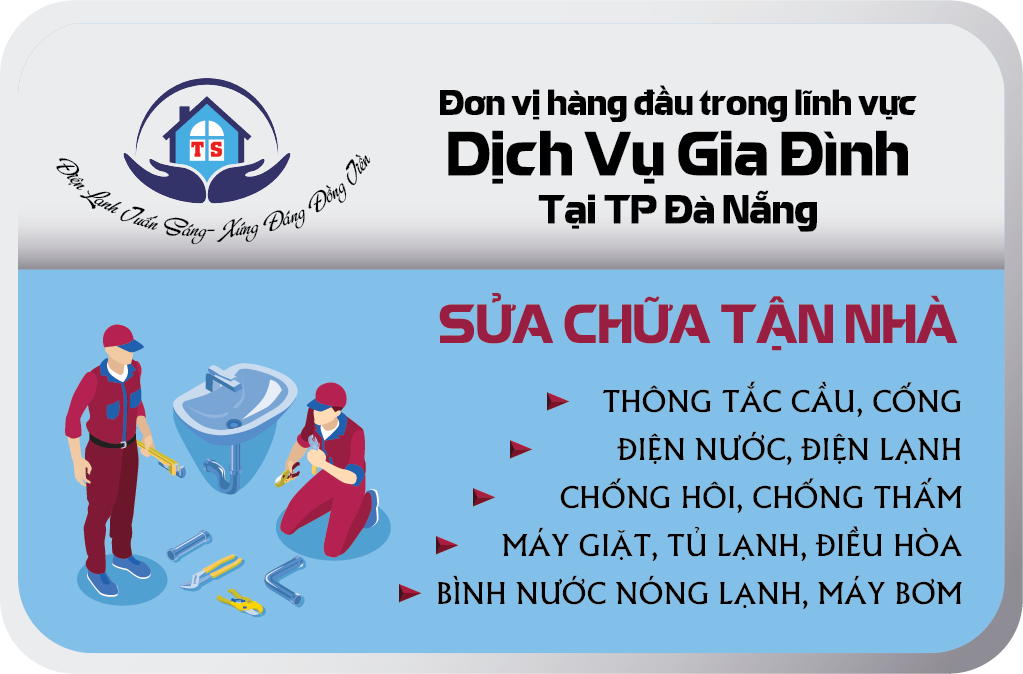 TS
Điện Lạnh Tuấn Sáng- Xứng Đáng Đồng Tiền
Đơn vị hàng đầu trong lĩnh vực
Dịch Vụ Gia Đình
Tại TP Đà Nẵng
SỬA CHỮA TẬN NHÀ
THÔNG TẮC CẦU, CỐNG
ĐIỆN NƯỚC, ĐIỆN LẠNH
CHỐNG HÔI, CHỐNG THẤM
MÁY GIẶT, TỦ LẠNH, ĐIỀU HÒA
BÌNH NƯỚC NÓNG LẠNH, MÁY BƠM